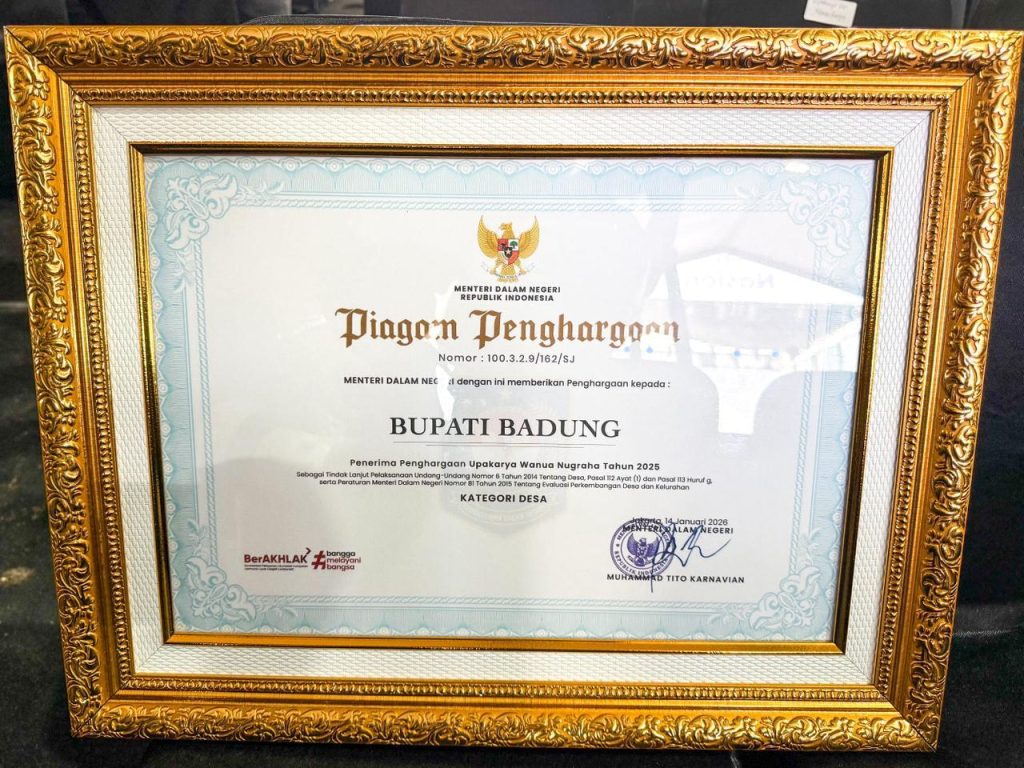 MENTERI DALAM NEGERI
REPUBLIK INDONESIA
Piagam Penghargaan
Nomor : 100.3.2.9/162/SJ
MENTERI DALAM NEGERI dengan ini memberikan Penghargaan kepada :
BUPATI BADUNG
Penerima Penghargaan Upakarya Wanua Nugraha Tahun 2025
Sebagai Tindak Lanjut Pelaksanaan Undang-Undang Nomor 6 Tahun 2014 Tentang Desa, Pasal 112 Ayat (1) dan Pasal 113 Huruf g,
serta Peraturan Menteri Dalam Negeri Nomor 81 Tahun 2015 Tentang Evaluasi Perkembangan Desa dan Kelurahan
KATEGORI DESA
Jakarta, 14 Januari 2026
MENTERI DALAM NEGERI
REPUBLIK INDONESIA
MUHAMMAD TITO KARNAVIAN
BerAKHLAK
#bangga
melayani
bangsa